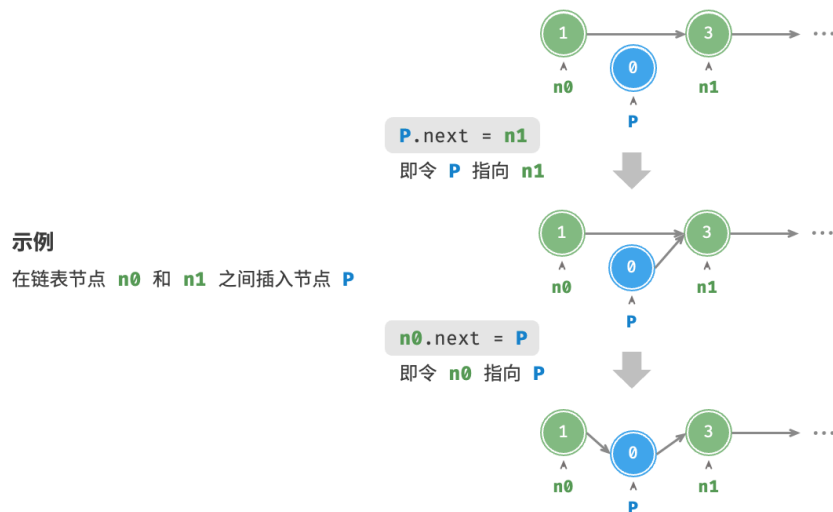 1 3 ...
0
n0 n1
P
P.next = n1
即令 P 指向 n1
1 3 ...
0
n0 n1
P
示例
在链表节点 n0 和 n1 之间插入节点 P
n0.next = P
即令 n0 指向 P
1 3 ...
0
n0 n1
P